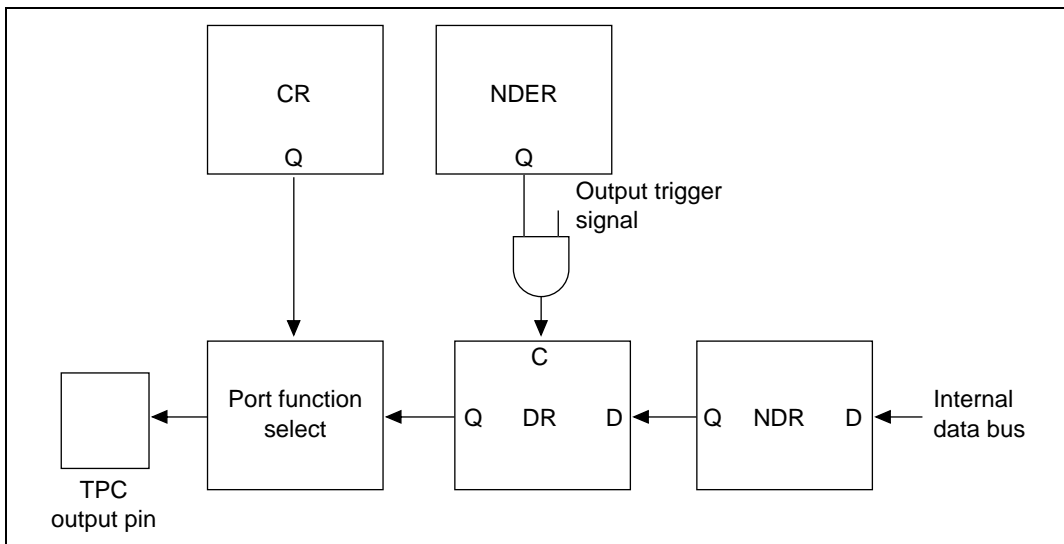 CR
Q
NDER
Q
Output trigger
signal
C
Port function
select
Q DR D
Q NDR D
Internal
data bus
TPC
output pin